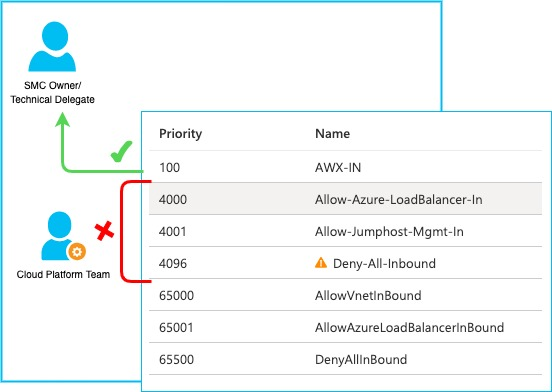 SMC Owner/
Technical Delegate
Cloud Platform Team
Priority Name
100 AWX-IN
4000 Allow-Azure-LoadBalancer-In
4001 Allow-Jumphost-Mgmt-In
4096 Deny-All-Inbound
65000 AllowVnetInBound
65001 AllowAzureLoadBalancerInBound
65500 DenyAllInBound